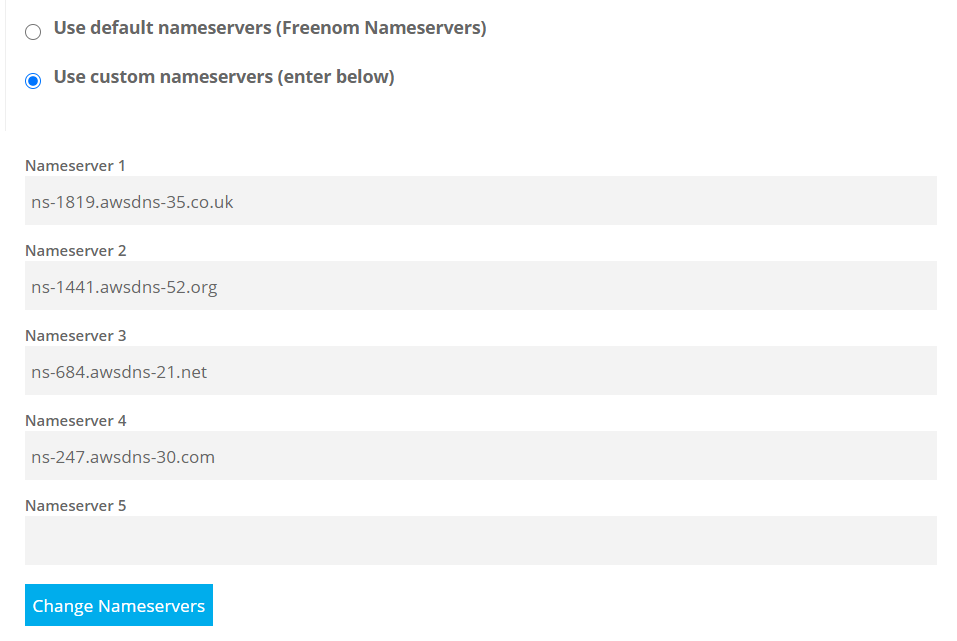 Use default nameservers (Freenom Nameservers)
Use custom nameservers (enter below)
Nameserver 1
ns-1819.awsdns-35.co.uk
Nameserver 2
ns-1441.awsdns-52.org
Nameserver 3
ns-684.awsdns-21.net
Nameserver 4
ns-247.awsdns-30.com
Nameserver 5
Change Nameservers